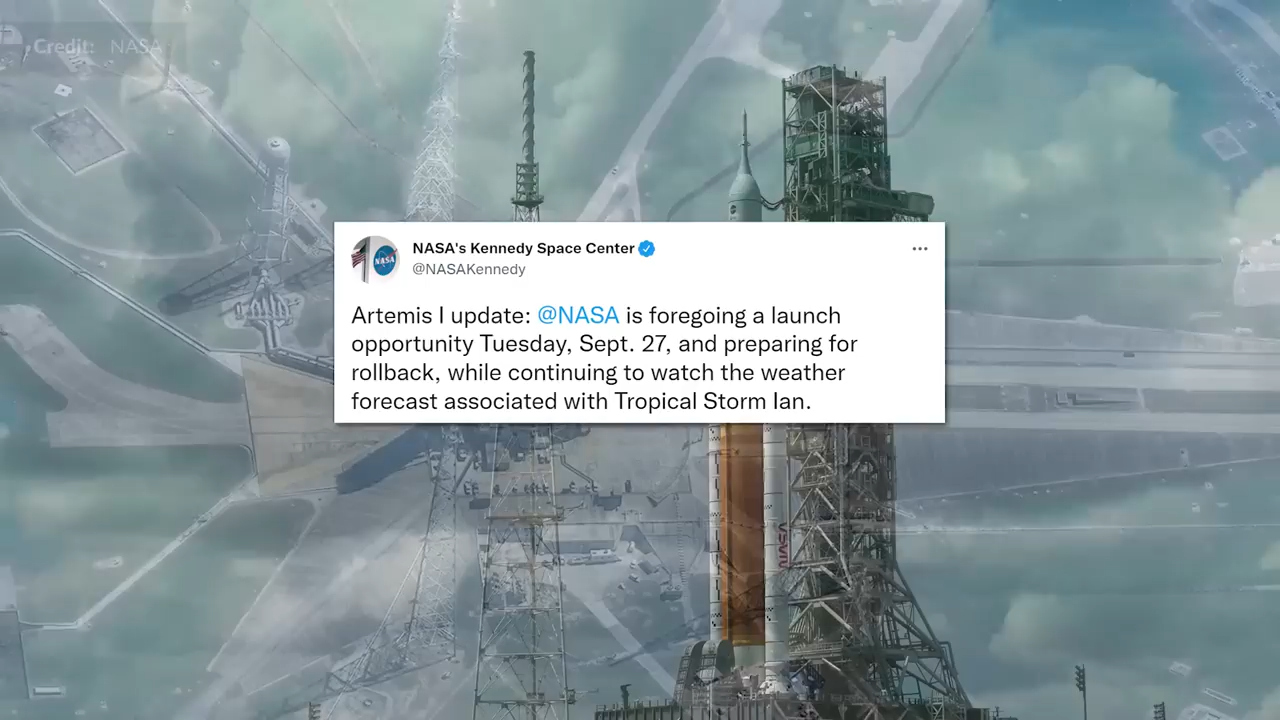 Credit: NASA
NASA's Kennedy Space Center
@NASAKennedy
NASA
Artemis I update: @NASA is foregoing a launch
opportunity Tuesday, Sept. 27, and preparing for
rollback, while continuing to watch the weather
forecast associated with Tropical Storm Ian.
NASA